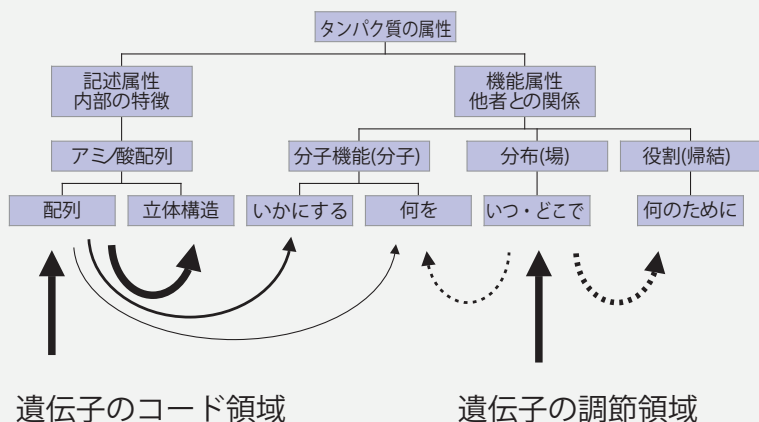 タンパク質の属性
記述属性
内部の特徴
機能属性
他者との関係
アミノ酸配列
分子機能(分子)
分布(場)
役割(帰結)
配列
立体構造
いかにする
何を
いつ・どこで
何のために
遺伝子のコード領域
遺伝子の調節領域